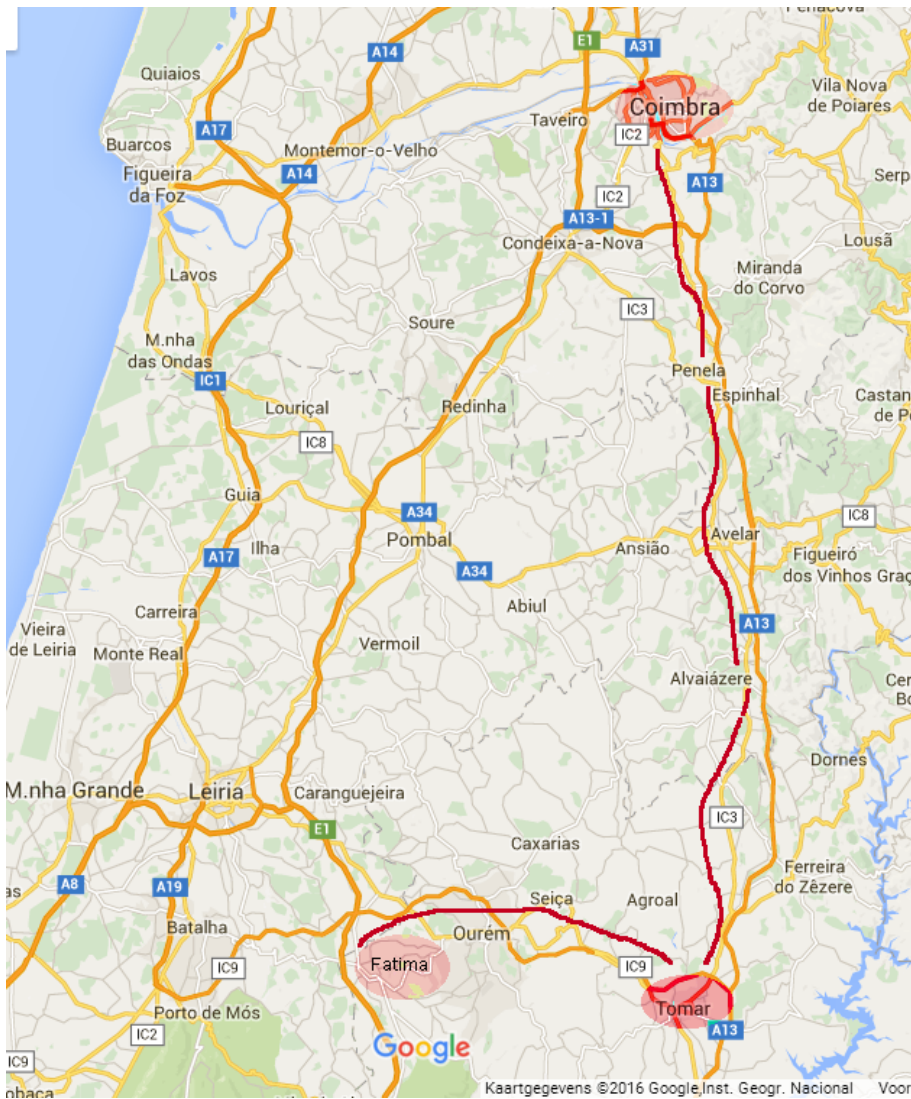 Penacova
E1
A31
A14
Quiaios
A14
Coimbra
Vila Nova
de Poiares
Taveiro
A17
IC2
Buarcos
Montemor-o-Velho
A14
Figueira
da Foz
A13
IC2
Serp
A13-1
Condeixa-a-Nova
Lousã
Lavos
Miranda
do Corvo
IC3
Soure
M.nha
das Ondas
Penela
IC1
Espinhal
Castan
de P
Louriçal
Redinha
IC8
Guia
A34
IC8
Pombal
Avelar
Ilha
Ansião
A17
Figueiró
dos Vinhos
Graç
A34
Abiul
Carreira
A13
Vieira
de Leiria
Vermoil
Monte Real
Alvaiázere
Cer
Bo
Dornes
M.nha Grande
Leiria
Caranguejeira
IC3
E1
Caxarias
Ferreira
do Zêzere
A8
A19
Seiça
Agroal
Batalha
Ourém
Fatima
IC9
IC9
Tomar
Porto de Mós
A13
IC2
Google
IC9
obaça
Kaartgegevens ©2016 Google,Inst. Geogr. Nacional
Voor